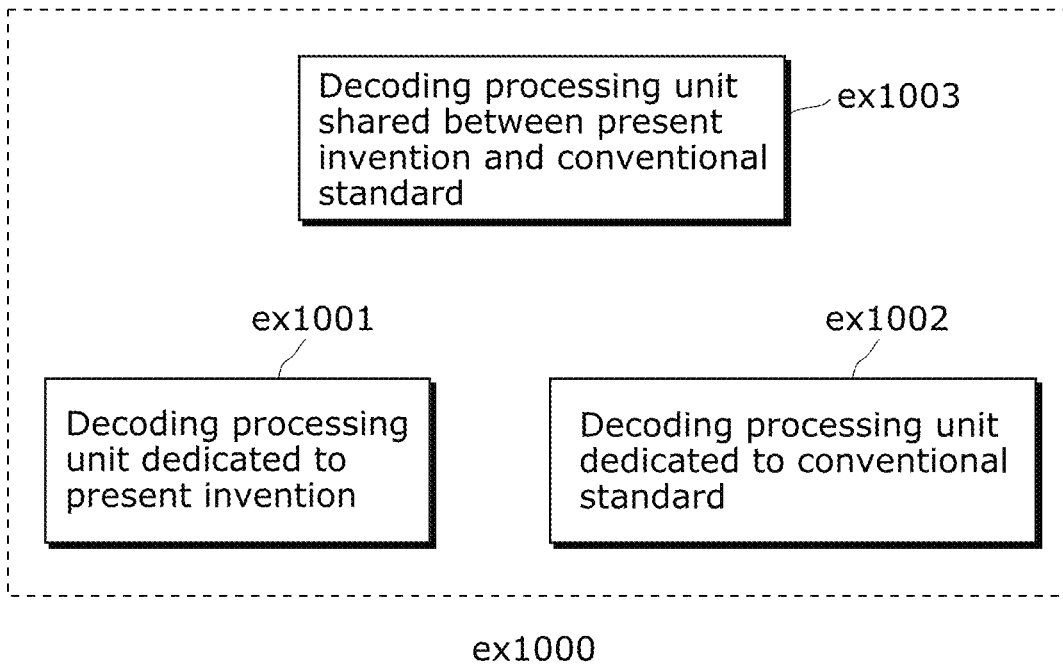 Decoding processing unit
shared between present
invention and conventional
standard
ex1003
ex1001
ex1002
Decoding processing
unit dedicated to
present invention
Decoding processing unit
dedicated to conventional
standard
ex1000